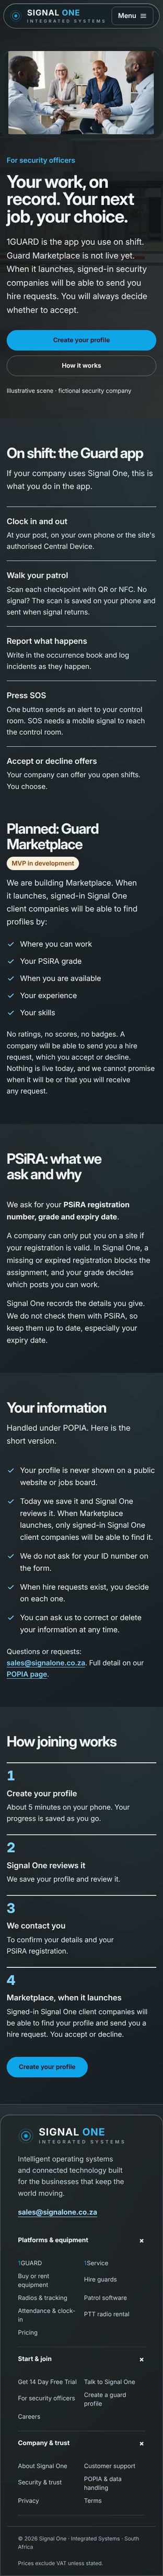 SIGNAL ONE
INTEGRATED SYSTEMS
Menu
For security officers
Your work, on
record. Your next
job, your choice.
1GUARD is the app you use on shift.
Guard Marketplace is not live yet.
When it launches, signed-in security
companies will be able to send you
hire requests. You will always decide
whether to accept.
Create your profile
How it works
Illustrative scene · fictional security company
On shift: the Guard app
If your company uses Signal One, this is
what you do in the app.
Clock in and out
At your post, on your own phone or the site's
authorised Central Device.
Walk your patrol
Scan each checkpoint with QR or NFC. No
signal? The scan is saved on your phone and
sent when signal returns.
Report what happens
Write in the occurrence book and log
incidents as they happen.
Press SOS
One button sends an alert to your control
room. SOS needs a mobile signal to reach
the control room.
Accept or decline offers
Your company can offer you open shifts.
You choose.
Planned: Guard
Marketplace
MVP in development
We are building Marketplace. When
it launches, signed-in Signal One
client companies will be able to find
profiles by:
Where you can work
Your PSiRA grade
When you are available
Your experience
Your skills
No ratings, no scores, no badges. A
company will be able to send you a hire
request, which you accept or decline.
Nothing is live today, and we cannot promise
when it will be or that you will receive
any request.
PSiRA: what we
ask and why
We ask for your PSiRA registration
number, grade and expiry date.
A company can only put you on a site if
your registration is valid. In Signal One, a
missing or expired registration blocks the
assignment, and your grade decides
which posts you can work.
Signal One records the details you give.
We do not check them with PSiRA, so
keep them up to date, especially your
expiry date.
Your information
Handled under POPIA. Here is the
short version.
Your profile is never shown on a public
website or jobs board.
Today we save it and Signal One
reviews it. When Marketplace
launches, only signed-in Signal One
client companies will be able to find it.
We do not ask for your ID number on
the form.
When hire requests exist, you decide
on each one.
You can ask us to correct or delete
your information at any time.
Questions or requests:
sales@signalone.co.za. Full detail on our
POPIA page.
How joining works
1
Create your profile
About 5 minutes on your phone. Your
progress is saved as you go.
2
Signal One reviews it
We save your profile and review it.
3
We contact you
To confirm your details and your
PSiRA registration.
4
Marketplace, when it launches
Signed-in Signal One client companies will
be able to find your profile and send you a
hire request. You accept or decline.
Create your profile
SIGNAL ONE
INTEGRATED SYSTEMS
Intelligent operating systems
and connected technology built
for the businesses that keep the
world moving.
sales@signalone.co.za
Platforms & equipment
1GUARD 1Service
Buy or rent
equipment Hire guards
Radios & tracking Patrol software
Attendance & clock-
in PTT radio rental
Pricing
Start & join
Get 14 Day Free Trial Talk to Signal One
For security officers Create a guard
profile
Careers
Company & trust
About Signal One Customer support
Security & trust POPIA & data
handling
Privacy Terms
© 2026 Signal One · Integrated Systems · South
Africa
Prices exclude VAT unless stated.